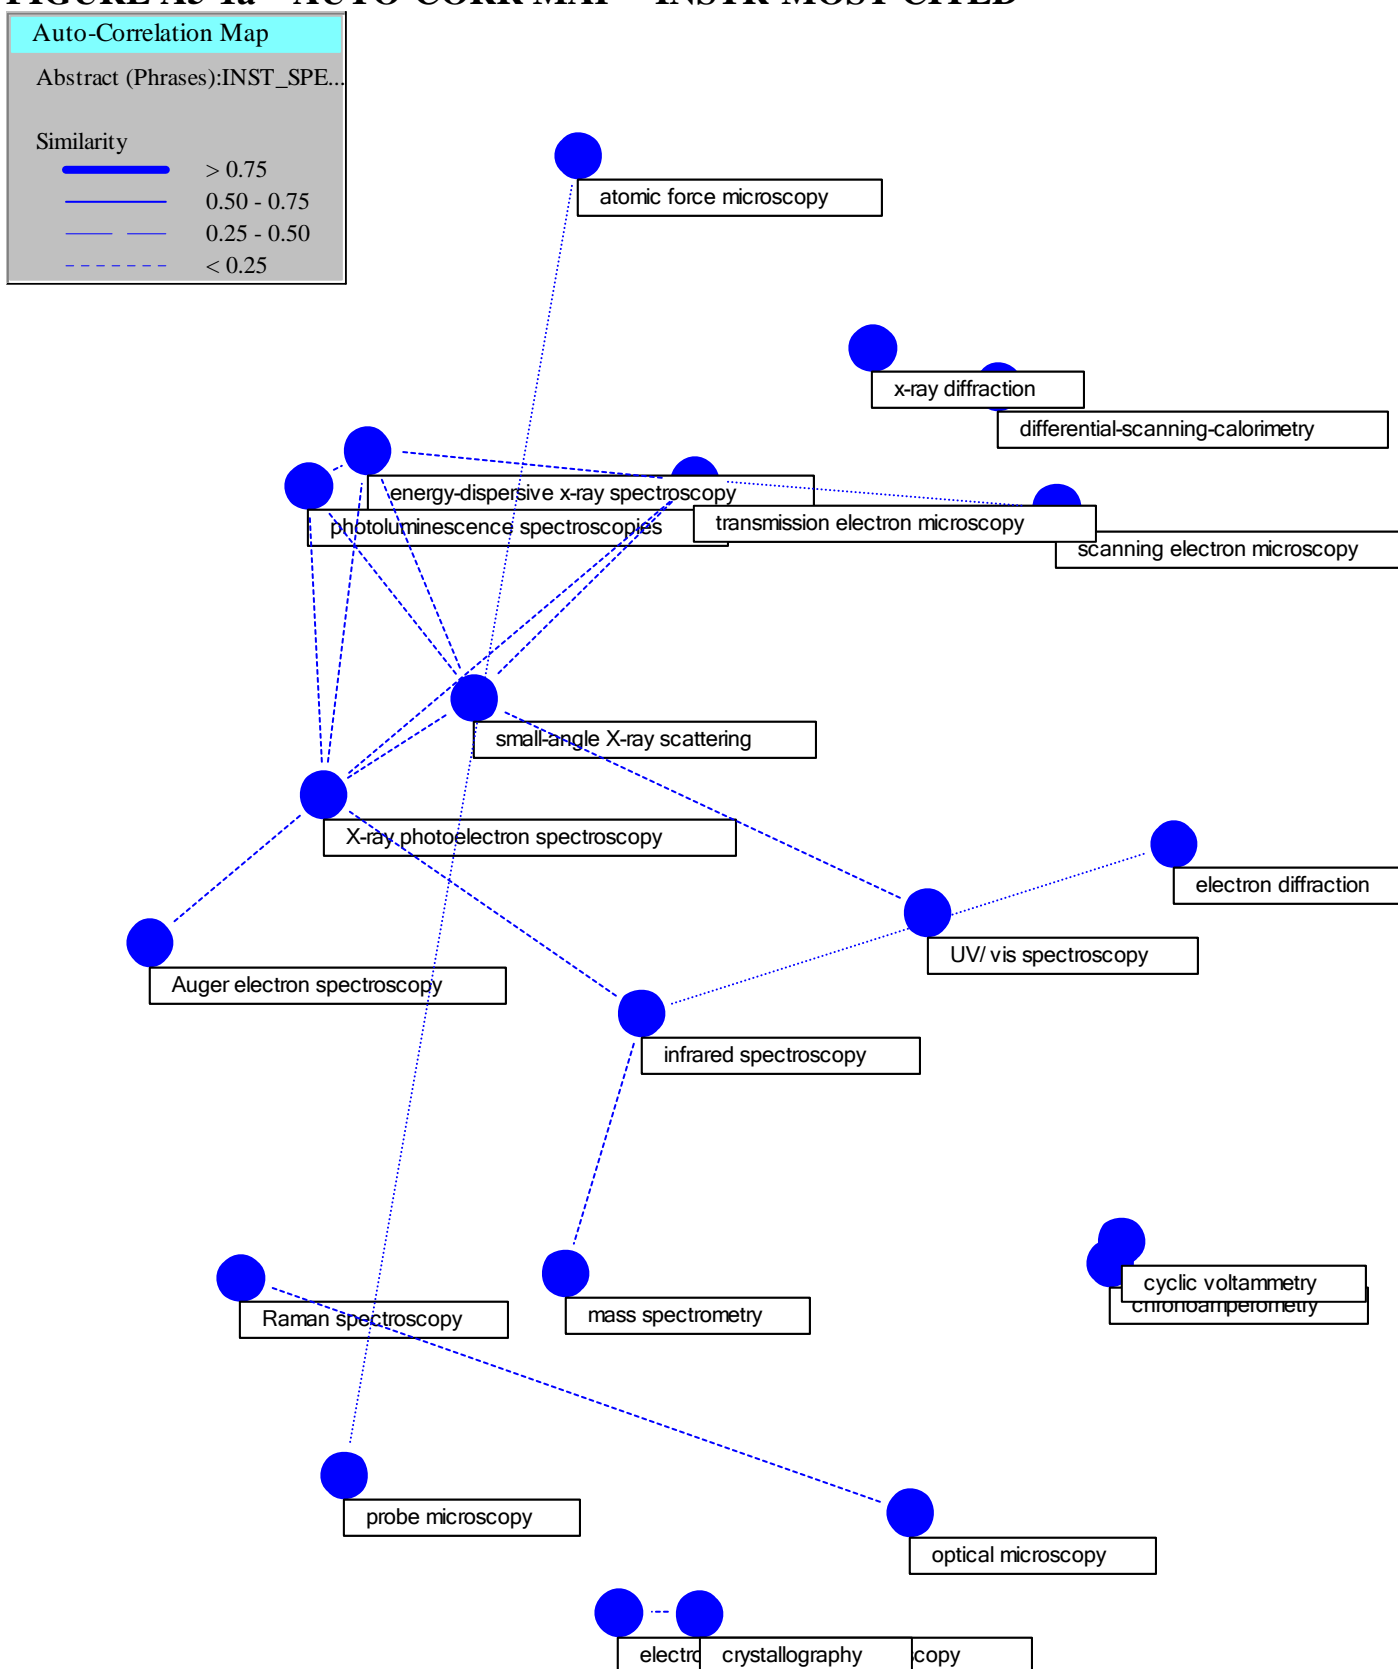 Auto-Correlation Map
Abstract (Phrases):INST_SPE...
Similarity
> 0.75
0.50 - 0.75
0.25 - 0.50
< 0.25
atomic force microscopy
x-ray diffraction
differential-scanning-calorimetry
energy-dispersive x-ray spectroscopy
photoluminescence spectroscopies
transmission electron microscopy
scanning electron microscopy
small-angle X-ray scattering
X-ray photoelectron spectroscopy
electron diffraction
UV/ vis spectroscopy
Auger electron spectroscopy
infrared spectroscopy
cyclic voltammetry
chronoamperometry
Raman spectroscopy
mass spectrometry
probe microscopy
optical microscopy
crystallography